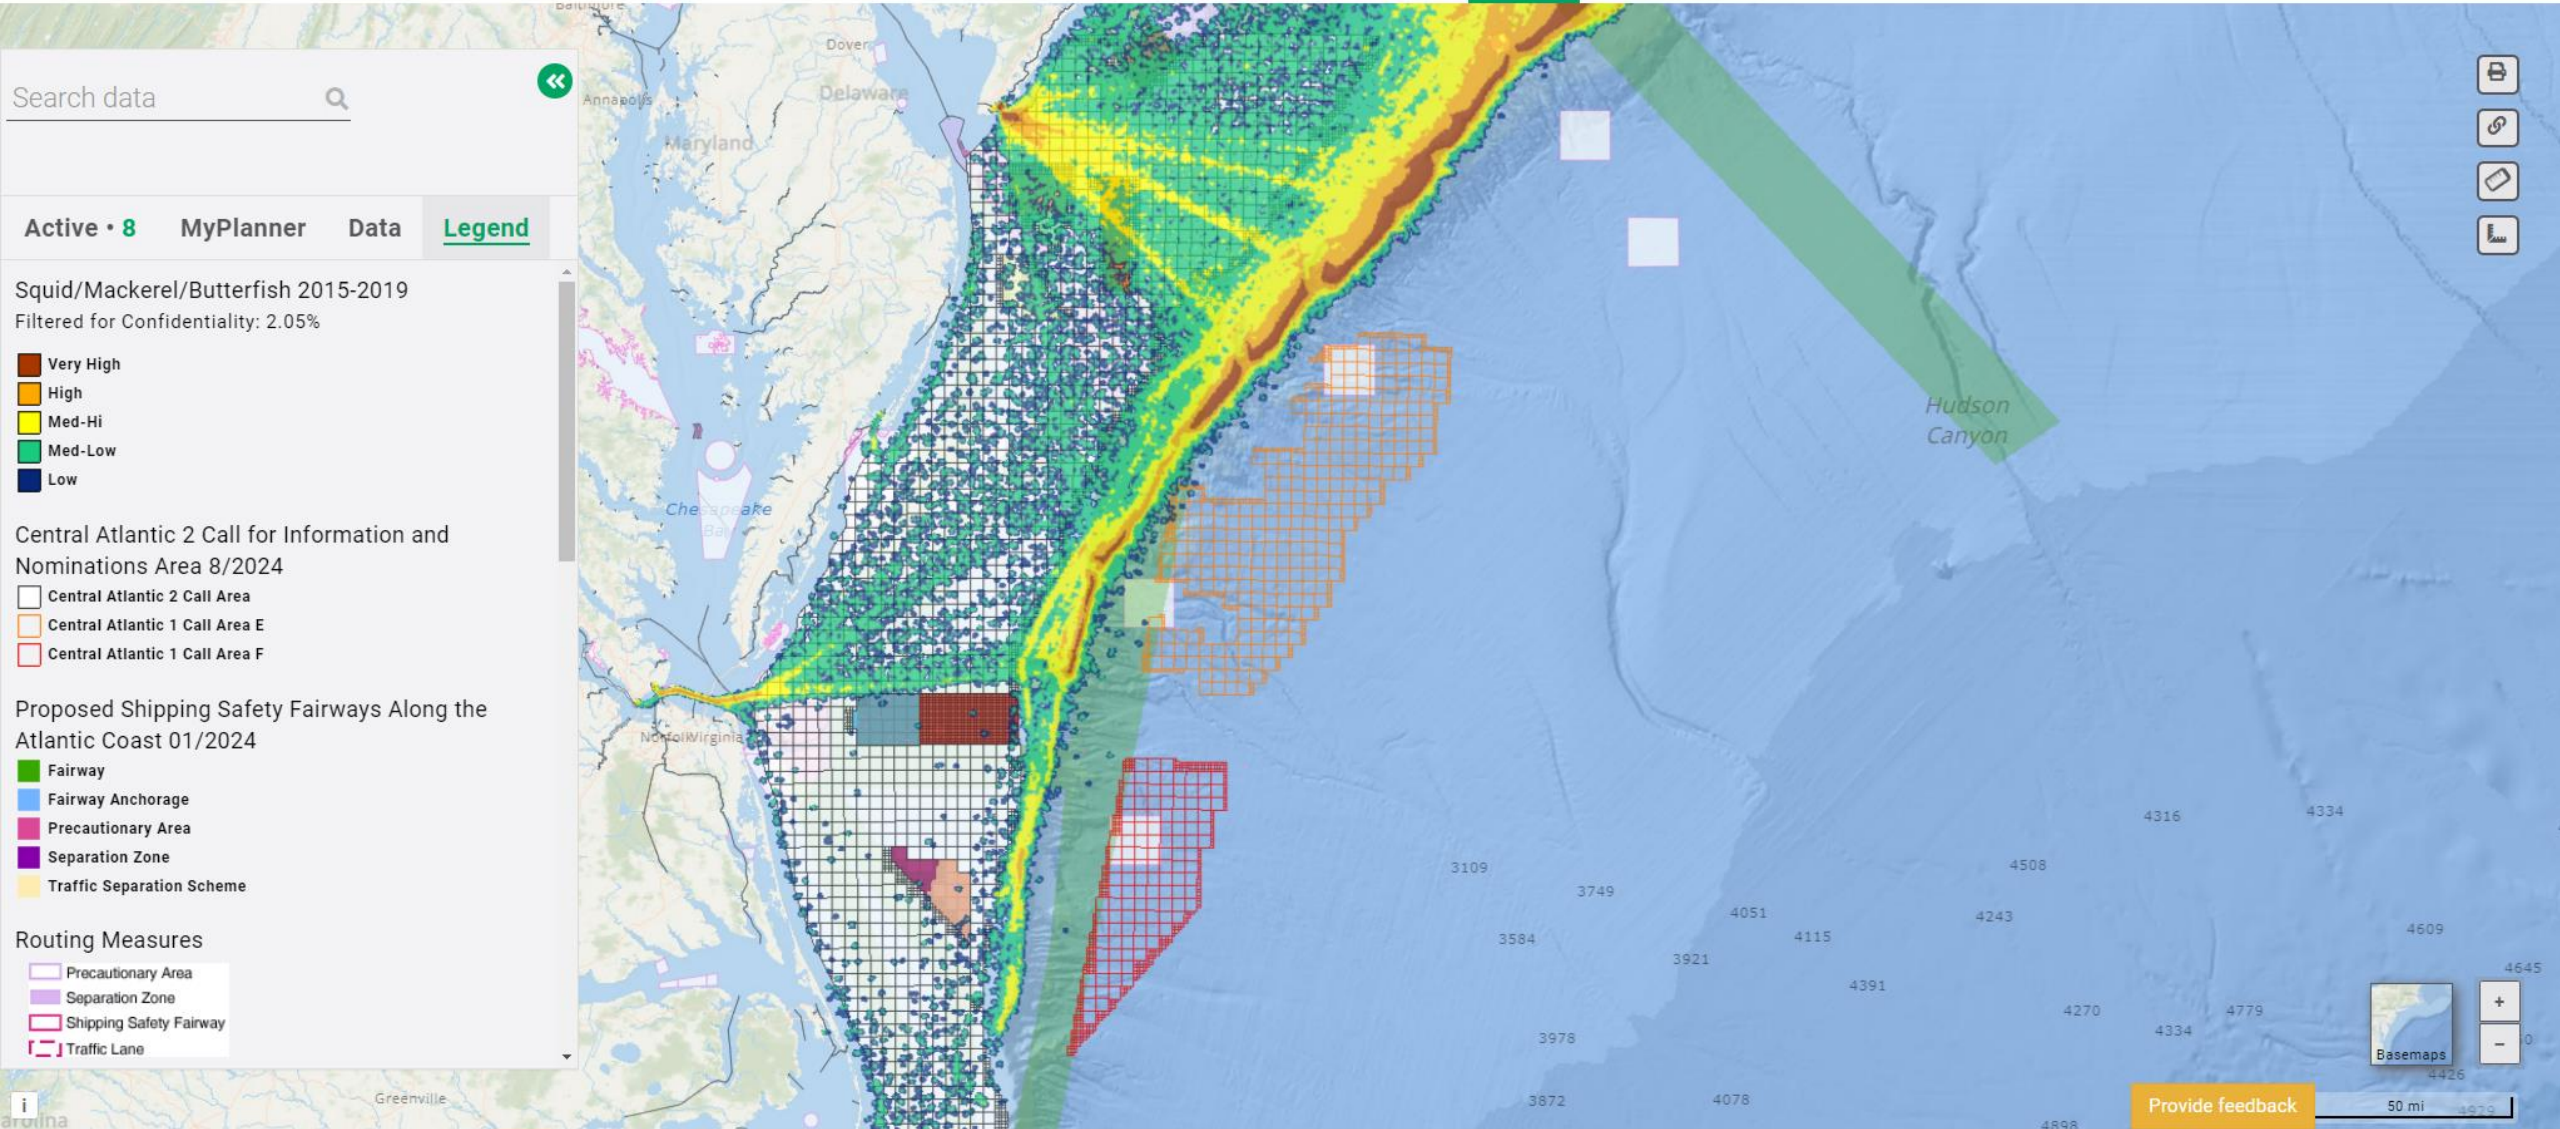 Search data
Active • 8
MyPlanner
Data
Legend
Squid/Mackerel/Butterfish 2015-2019
Filtered for Confidentiality: 2.05%
Very High
High
Med-Hi
Med-Low
Low
Central Atlantic 2 Call for Information and
Nominations Area 8/2024
Central Atlantic 2 Call Area
Central Atlantic 1 Call Area E
Central Atlantic 1 Call Area F
Proposed Shipping Safety Fairways Along the
Atlantic Coast 01/2024
Fairway
Fairway Anchorage
Precautionary Area
Separation Zone
Traffic Separation Scheme
Routing Measures
Precautionary Area
Separation Zone
Shipping Safety Fairway
Traffic Lane
i
Baltimore
Dover
Delaware
Annapolis
Maryland
Chesapeake
Bay
Norfolk
Virginia
Greenville
Hudson
Canyon
4316
4334
3109
3749
4508
4051
4243
3584
4115
4609
3921
4645
4391
4270
4779
4334
3978
4426
3872
4078
4898
4929
Basemaps
+
−
Provide feedback
50 mi